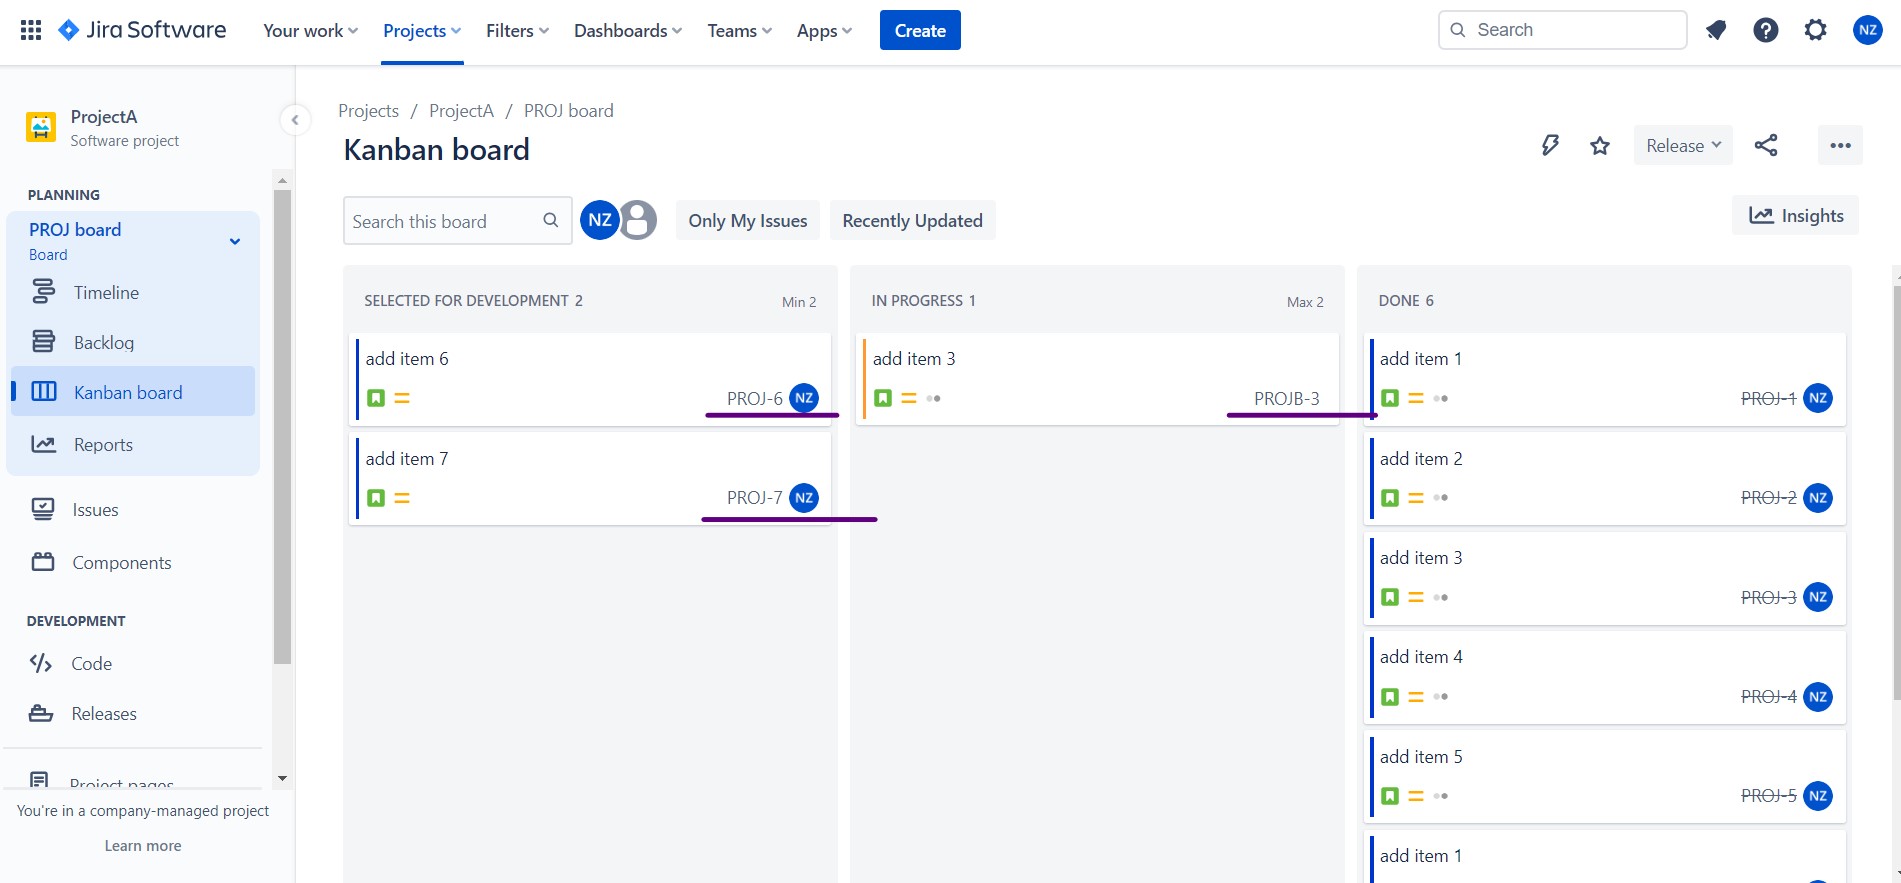 Jira Software Your work Projects Filters Dashboards Teams Apps Create Search NZ
ProjectA
Software project
PLANNING
PROJ board
Board
Timeline
Backlog
Kanban board
Reports
Issues
Components
DEVELOPMENT
Code
Releases
Project pages
You're in a company-managed project
Learn more
Projects / ProjectA / PROJ board
Kanban board
Release
Search this board NZ Only My Issues Recently Updated
Insights
SELECTED FOR DEVELOPMENT 2 Min 2
add item 6
PROJ-6 NZ
add item 7
PROJ-7 NZ
IN PROGRESS 1 Max 2
add item 3
PROJB-3
DONE 6
add item 1
PROJ-1 NZ
add item 2
PROJ-2 NZ
add item 3
PROJ-3 NZ
add item 4
PROJ-4 NZ
add item 5
PROJ-5 NZ
add item 1